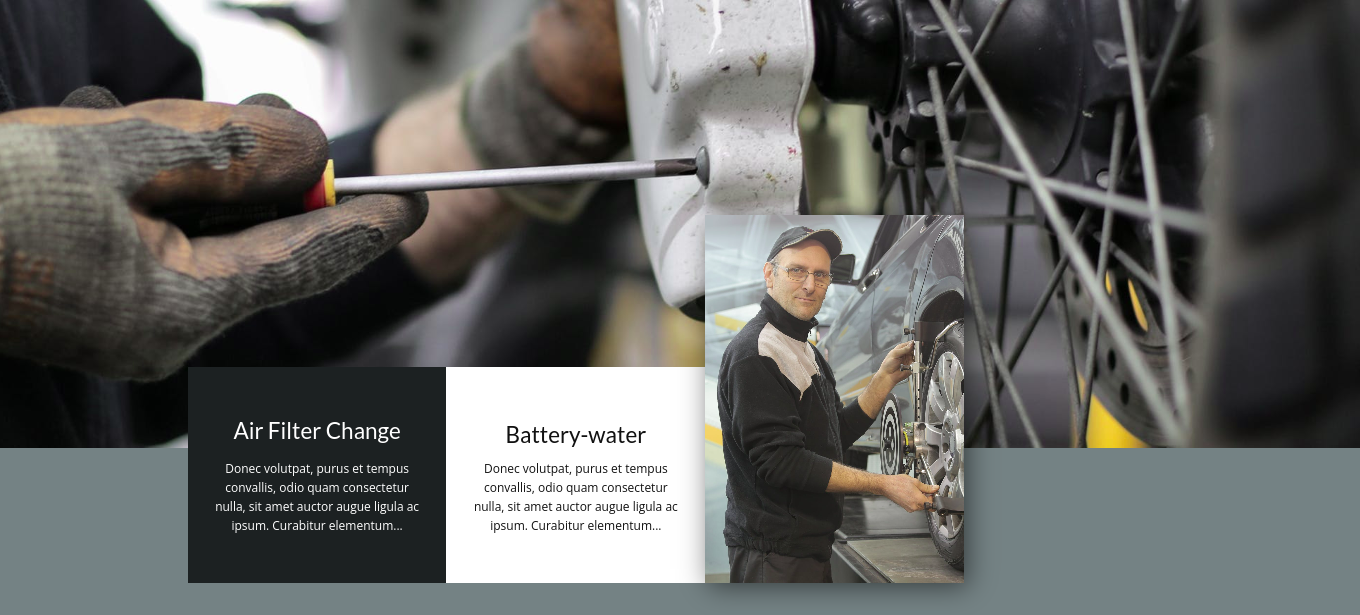 Air Filter Change
Donec volutpat, purus et tempus
convallis, odio quam consectetur
nulla, sit amet auctor augue ligula ac
ipsum. Curabitur elementum...
Battery-water
Donec volutpat, purus et tempus
convallis, odio quam consectetur
nulla, sit amet auctor augue ligula ac
ipsum. Curabitur elementum...